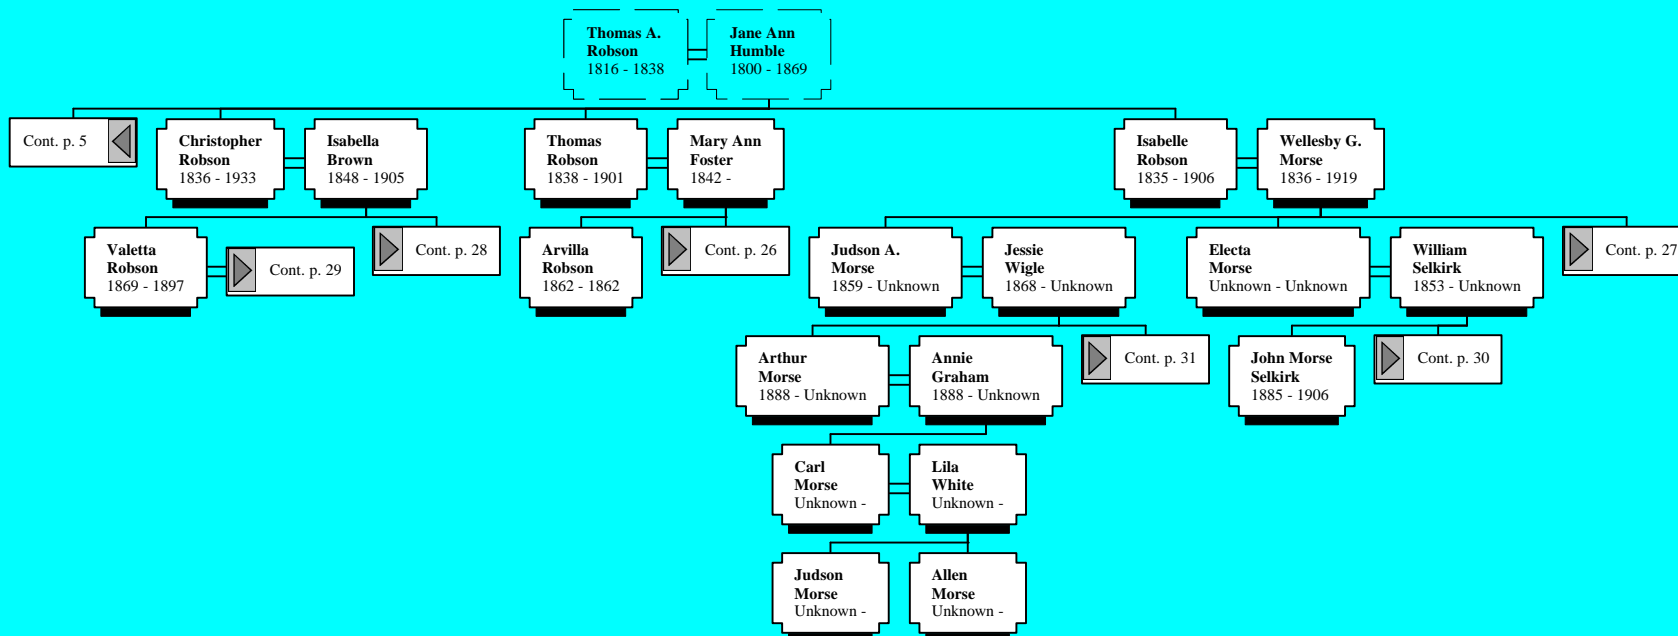 Thomas A.
Robson
1816 - 1838
Jane Ann
Humble
1800 - 1869
Cont. p. 5
Christopher
Robson
1836 - 1933
Isabella
Brown
1848 - 1905
Thomas
Robson
1838 - 1901
Mary Ann
Foster
1842 -
Isabelle
Robson
1835 - 1906
Wellesby G.
Morse
1836 - 1919
Valetta
Robson
1869 - 1897
Cont. p. 29
Cont. p. 28
Arvilla
Robson
1862 - 1862
Cont. p. 26
Judson A.
Morse
1859 - Unknown
Jessie
Wigle
1868 - Unknown
Electa
Morse
Unknown - Unknown
William
Selkirk
1853 - Unknown
Cont. p. 27
Arthur
Morse
1888 - Unknown
Annie
Graham
1888 - Unknown
Cont. p. 31
John Morse
Selkirk
1885 - 1906
Cont. p. 30
Carl
Morse
Unknown -
Lila
White
Unknown -
Judson
Morse
Unknown -
Allen
Morse
Unknown -